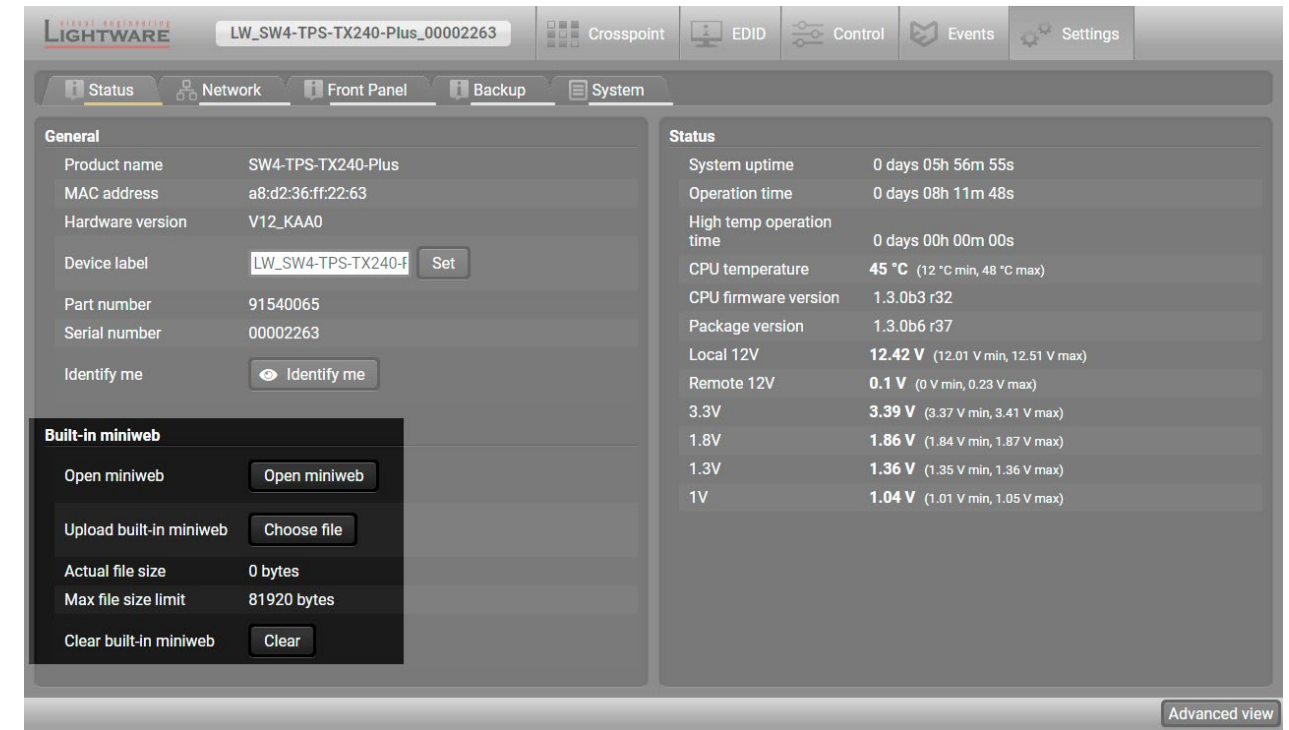 visual engineering
LIGHTWARE
LW_SW4-TPS-TX240-Plus_00002263
Crosspoint
EDID
Control
Events
Settings
Status
Network
Front Panel
Backup
System
General
Product name SW4-TPS-TX240-Plus
MAC address a8:d2:36:ff:22:63
Hardware version V12_KAA0
Device label LW_SW4-TPS-TX240-F Set
Part number 91540065
Serial number 00002263
Identify me Identify me
Built-in miniweb
Open miniweb Open miniweb
Upload built-in miniweb Choose file
Actual file size 0 bytes
Max file size limit 81920 bytes
Clear built-in miniweb Clear
Status
System uptime 0 days 05h 56m 55s
Operation time 0 days 08h 11m 48s
High temp operation
time 0 days 00h 00m 00s
CPU temperature 45 °C (12 °C min, 48 °C max)
CPU firmware version 1.3.0b3 r32
Package version 1.3.0b6 r37
Local 12V 12.42 V (12.01 V min, 12.51 V max)
Remote 12V 0.1 V (0 V min, 0.23 V max)
3.3V 3.39 V (3.37 V min, 3.41 V max)
1.8V 1.86 V (1.84 V min, 1.87 V max)
1.3V 1.36 V (1.35 V min, 1.36 V max)
1V 1.04 V (1.01 V min, 1.05 V max)
Advanced view